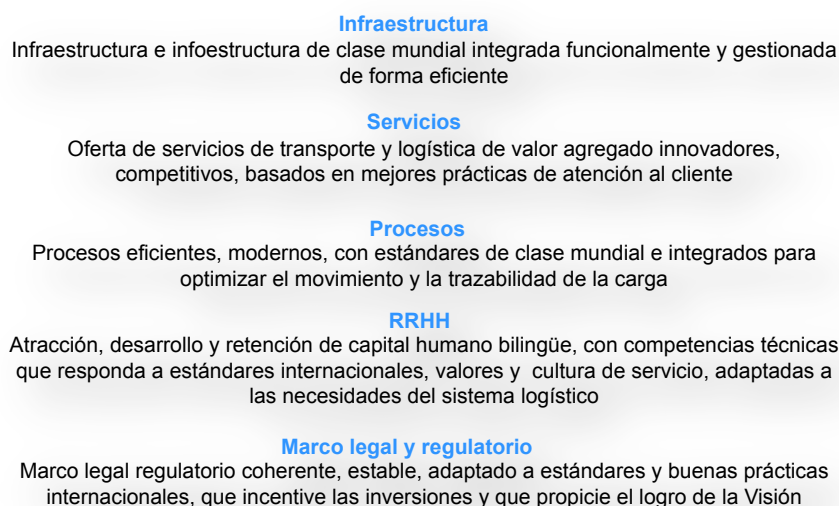 Infraestructura
Infraestructura e infoestructura de clase mundial integrada funcionalmente y gestionada
de forma eficiente
Servicios
Oferta de servicios de transporte y logística de valor agregado innovadores,
competitivos, basados en mejores prácticas de atención al cliente
Procesos
Procesos eficientes, modernos, con estándares de clase mundial e integrados para
optimizar el movimiento y la trazabilidad de la carga
RRHH
Atracción, desarrollo y retención de capital humano bilingüe, con competencias técnicas
que responda a estándares internacionales, valores y cultura de servicio, adaptadas a
las necesidades del sistema logístico
Marco legal y regulatorio
Marco legal regulatorio coherente, estable, adaptado a estándares y buenas prácticas
internacionales, que incentive las inversiones y que propicie el logro de la Visión